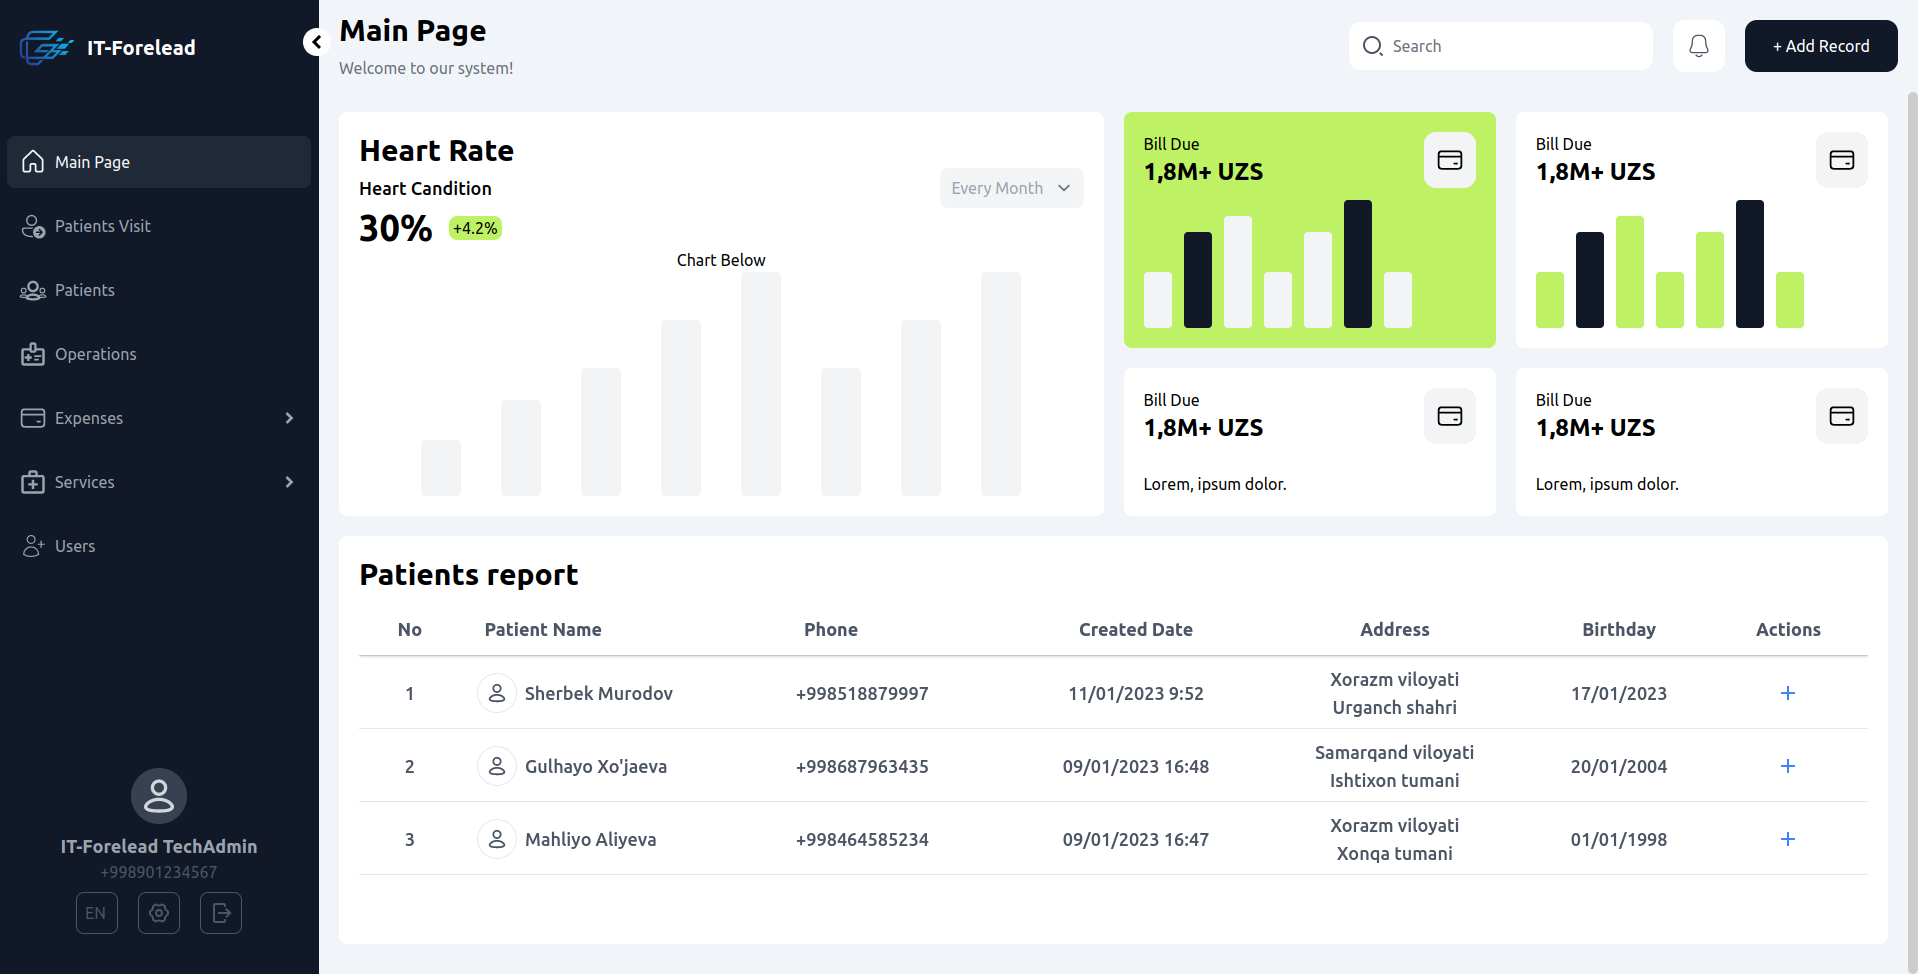 IT-Forelead
Main Page
Patients Visit
Patients
Operations
Expenses
Services
Users
IT-Forelead TechAdmin
+998901234567
EN
Main Page
Welcome to our system!
Search
+ Add Record
Heart Rate
Heart Candition
30% +4.2%
Every Month
Chart Below
Bill Due
1,8M+ UZS
Bill Due
1,8M+ UZS
Bill Due
1,8M+ UZS
Lorem, ipsum dolor.
Bill Due
1,8M+ UZS
Lorem, ipsum dolor.
Patients report
No Patient Name Phone Created Date Address Birthday Actions
1 Sherbek Murodov +998518879997 11/01/2023 9:52 Xorazm viloyati
Urganch shahri 17/01/2023 +
2 Gulhayo Xo'jaeva +998687963435 09/01/2023 16:48 Samarqand viloyati
Ishtixon tumani 20/01/2004 +
3 Mahliyo Aliyeva +998464585234 09/01/2023 16:47 Xorazm viloyati
Xonqa tumani 01/01/1998 +